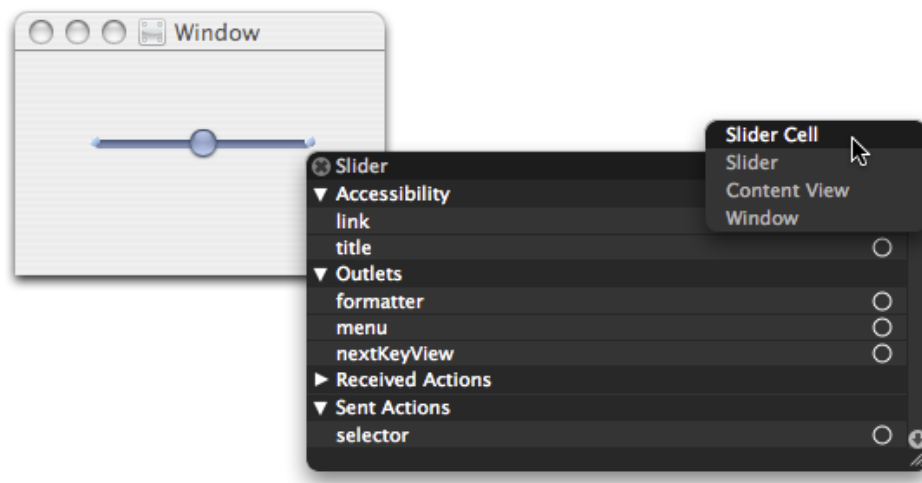 Window
Slider Cell
Slider
Content View
Window
Slider
Accessibility
link
title
Outlets
formatter
menu
nextKeyView
Received Actions
Sent Actions
selector